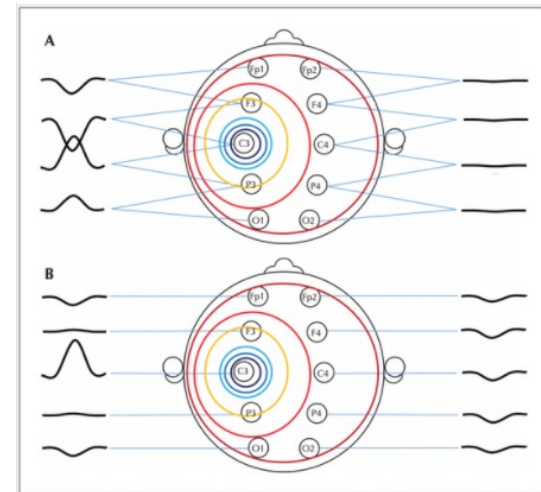 A
Fp1 Fp2
F3 F4
C3 C4
P3 P4
O1 O2
B
Fp1 Fp2
F3 F4
C3 C4
P3 P4
O1 O2